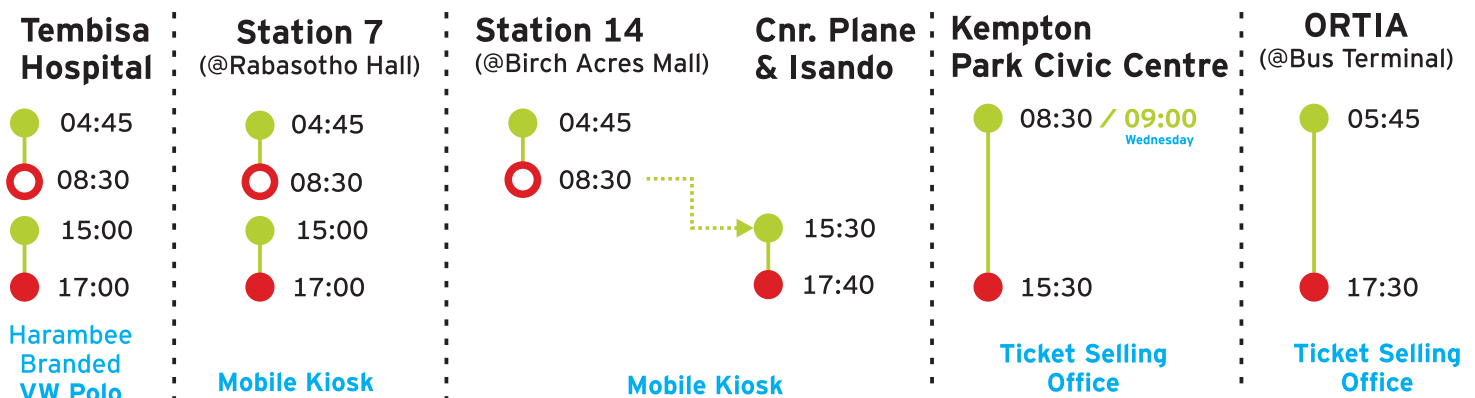 Tembisa
Hospital
04:45
08:30
15:00
17:00
Harambee
Branded
VW Polo
Station 7
(@Rabasotho Hall)
04:45
08:30
15:00
17:00
Mobile Kiosk
Station 14
(@Birch Acres Mall)
04:45
08:30
Cnr. Plane
& Isando
15:30
17:40
Mobile Kiosk
Kempton
Park Civic Centre
08:30 / 09:00
Wednesday
15:30
Ticket Selling
Office
ORTIA
(@Bus Terminal)
05:45
17:30
Ticket Selling
Office